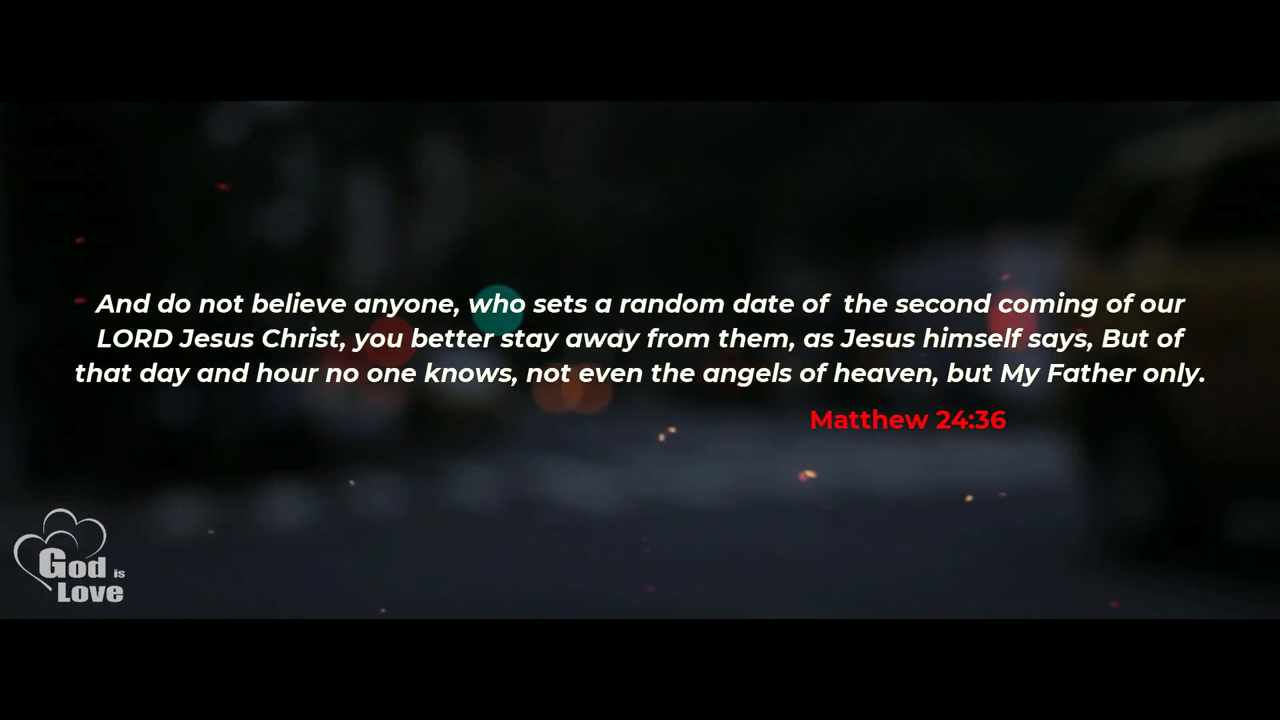 And do not believe anyone, who sets a random date of  the second coming of our
LORD Jesus Christ, you better stay away from them, as Jesus himself says, But of
that day and hour no one knows, not even the angels of heaven, but My Father only.
Matthew 24:36
God is
Love